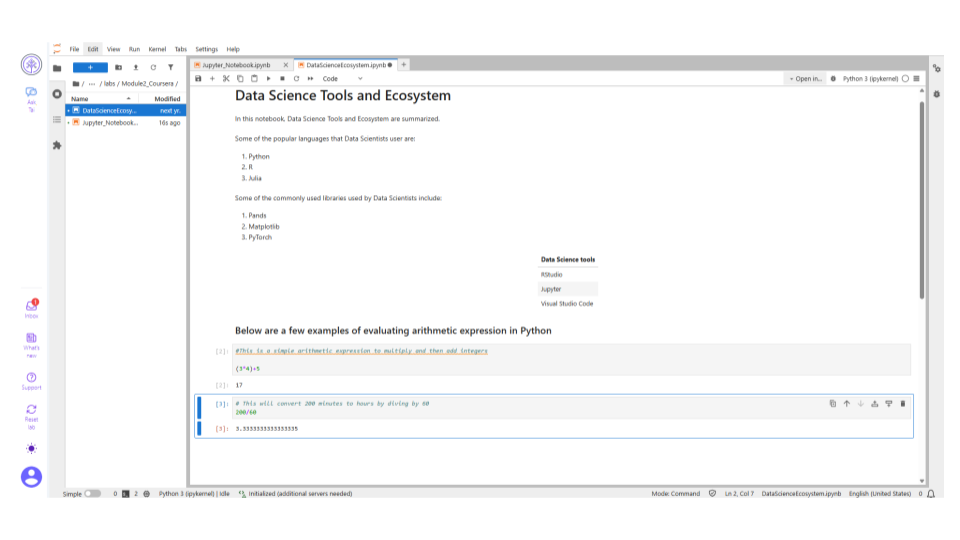 File Edit View Run Kernel Tabs Settings Help
Jupyter_Notebook.ipynb × DataScienceEcosystem.ipynb
Code
Open in... Python 3 (ipykernel)
/ ··· / labs / Module2_Coursera /
Name Modified
DataScienceEcosy... next yr.
Jupyter_Notebook... 16s ago
Ask
Inbox 1
What's
new
Support
Reset
lab
Data Science Tools and Ecosystem
In this notebook, Data Science Tools and Ecosystem are summarized.
Some of the popular languages that Data Scientists user are:
1. Python
2. R
3. Julia
Some of the commonly used libraries used by Data Scientists include:
1. Pands
2. Matplotlib
3. PyTorch
Data Science tools
RStudio
Jupyter
Visual Studio Code
Below are a few examples of evaluating arithmetic expression in Python
[2]: #This is a simple arithmetic expression to multiply and then add integers
(3*4)+5
[2]: 17
[3]: # This will convert 200 minutes to hours by diving by 60
200/60
[3]: 3.3333333333333335
Simple 0 2 Python 3 (ipykernel) | Idle Initialized (additional servers needed)
Mode: Command Ln 2, Col 7 DataScienceEcosystem.ipynb English (United States) 0